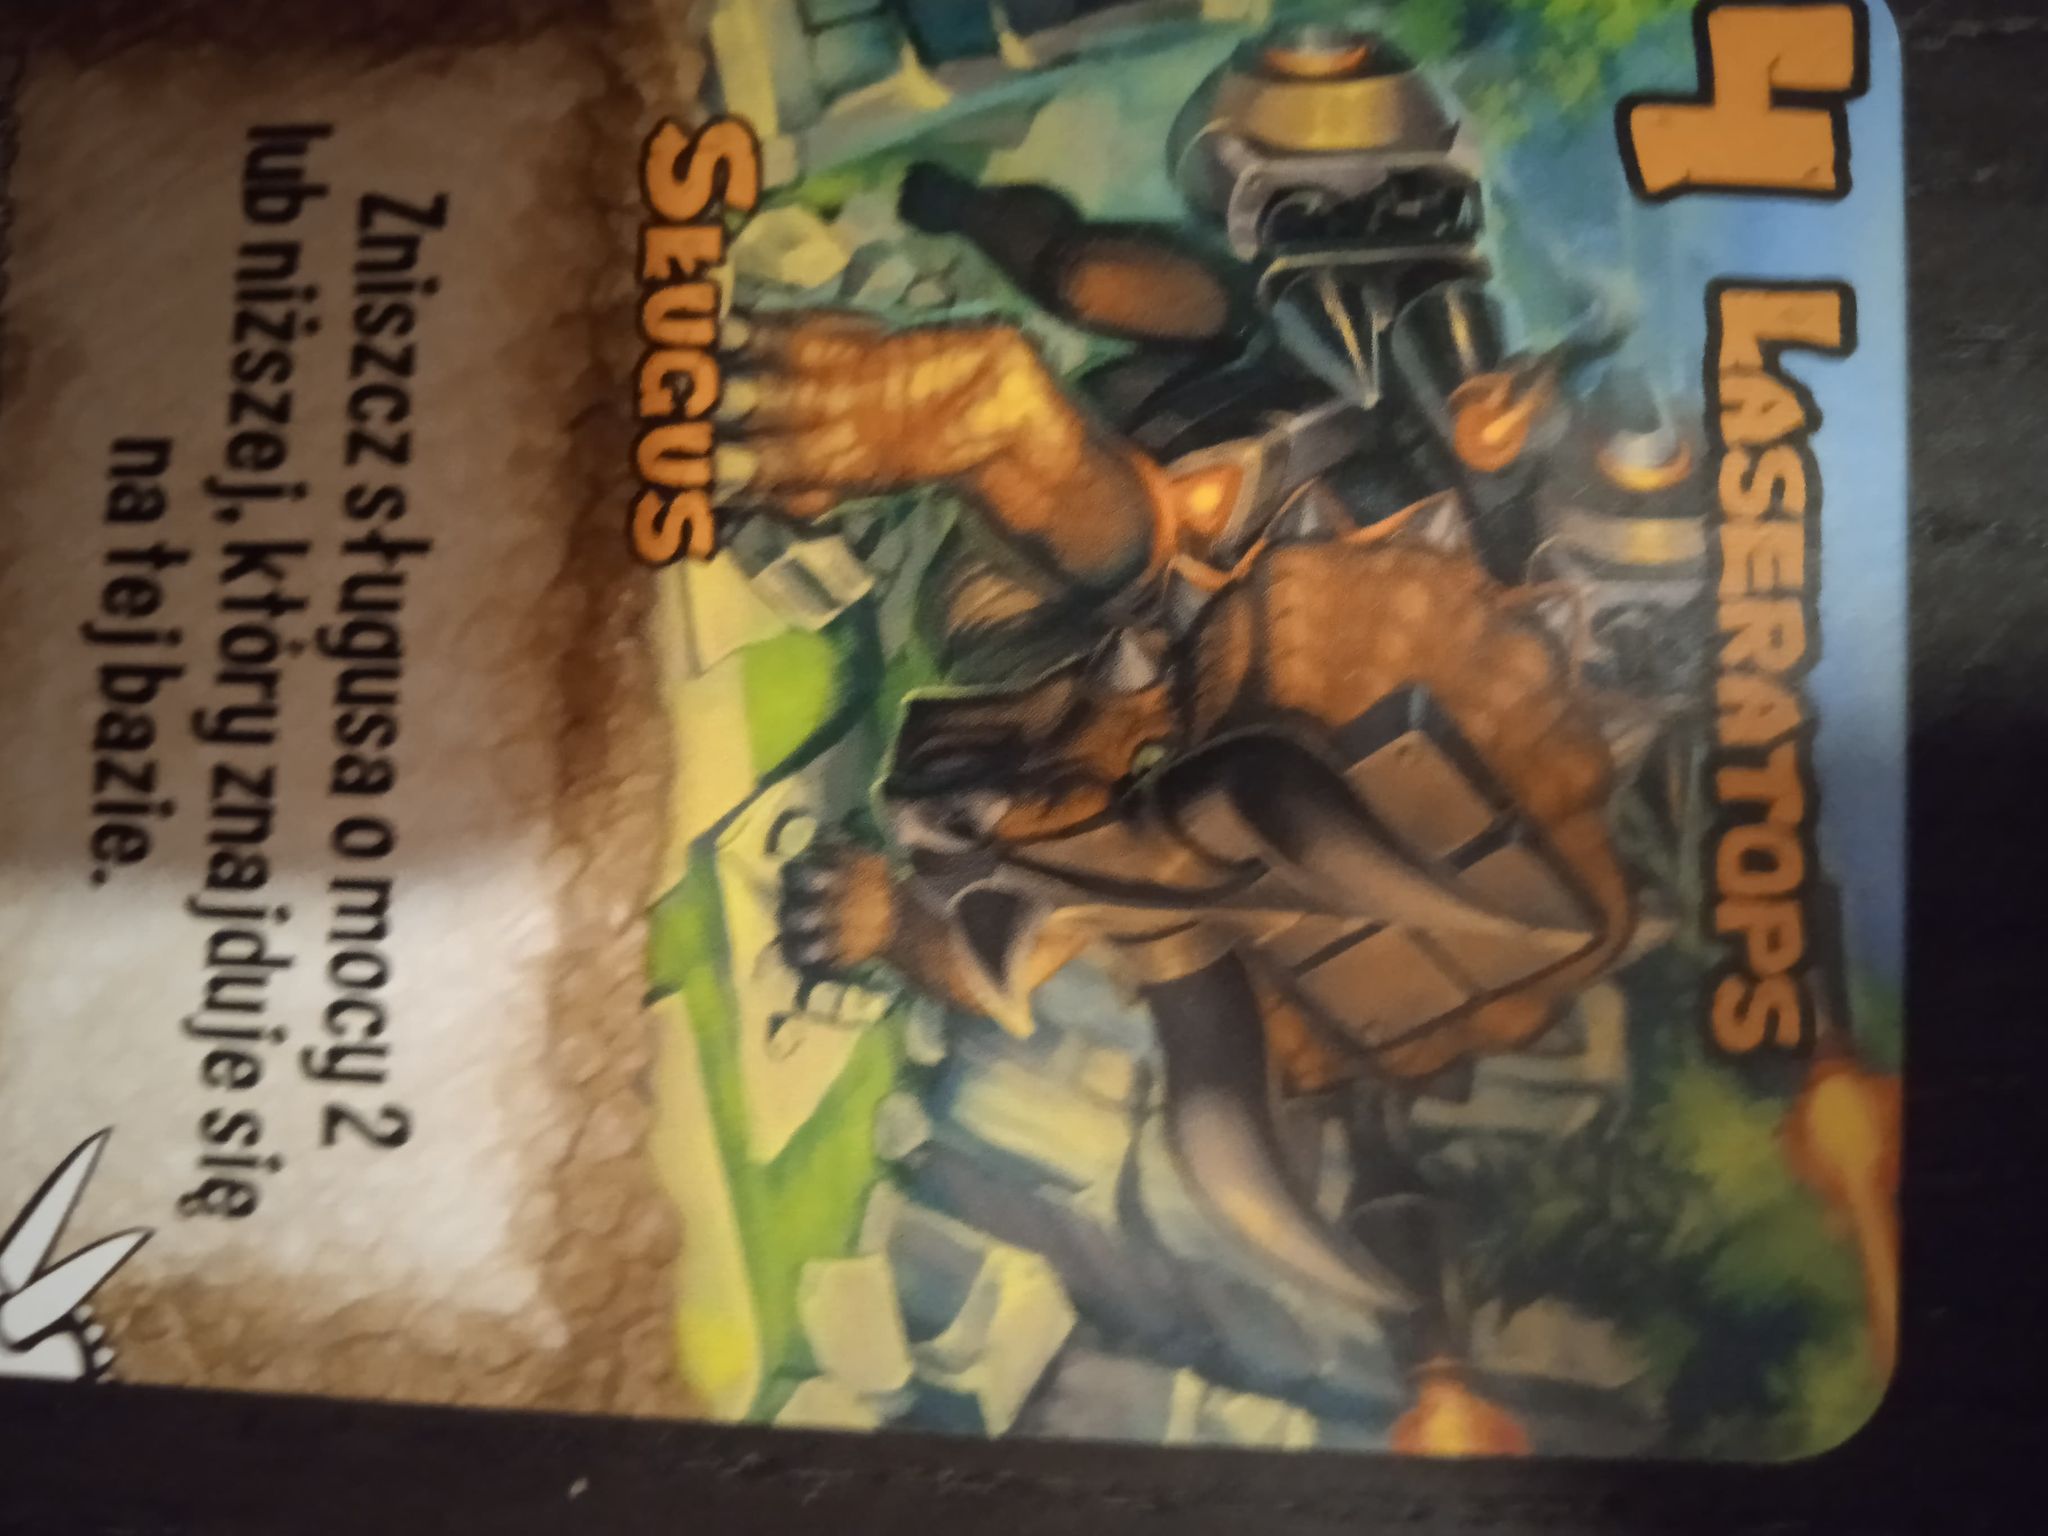 4 Laseratops
Sługus
Zniszcz sługusa o mocy 2
lub niższej, który znajduje się
na tej bazie.